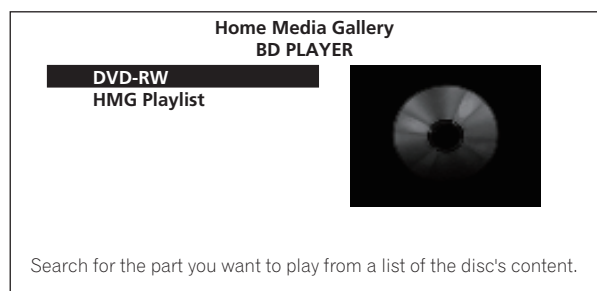 Home Media Gallery
BD PLAYER
DVD-RW
HMG Playlist
Search for the part you want to play from a list of the disc's content.